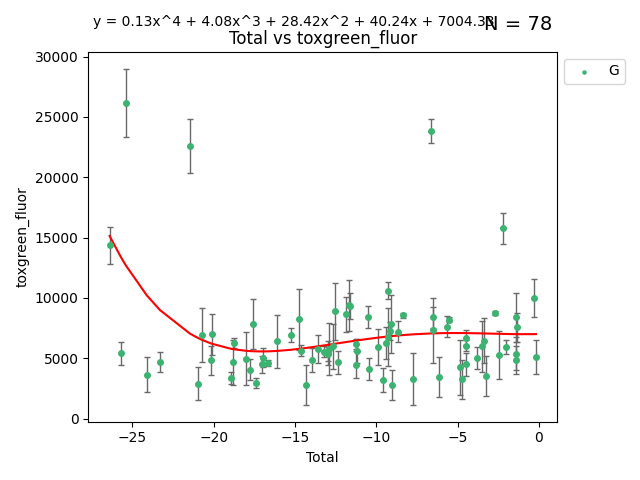 y = 0.13x^4 + 4.08x^3 + 28.42x^2 + 40.24x + 7004.33
N = 78
Total vs toxgreen_fluor
G
30000
25000
20000
15000
10000
5000
0
toxgreen_fluor
−25 −20 −15 −10 −5 0
Total